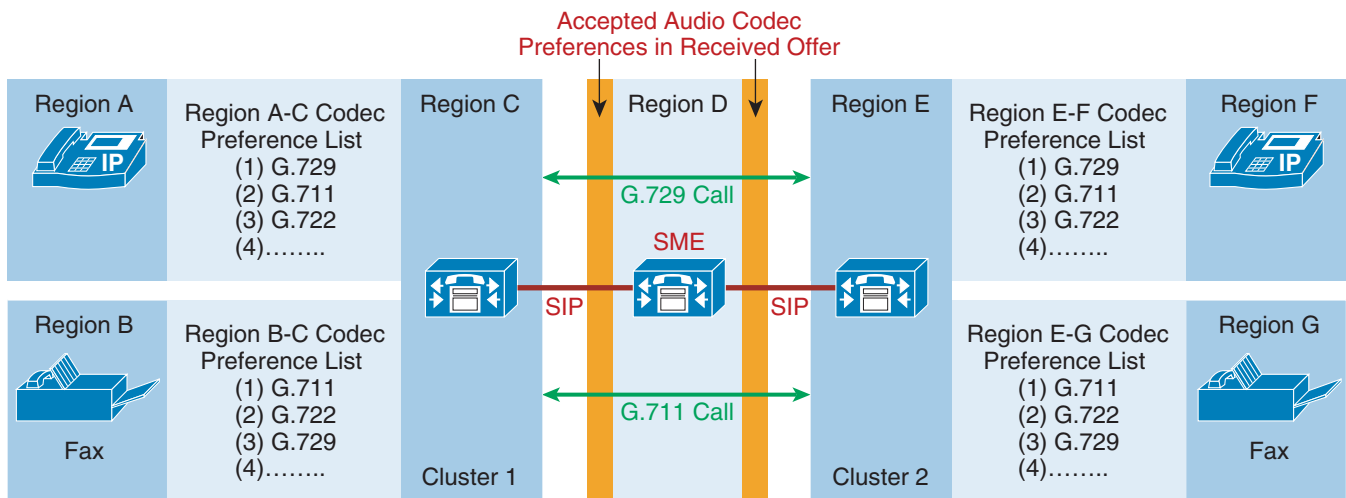 Accepted Audio Codec
Preferences in Received Offer
Region A
IP
Region A-C Codec
Preference List
(1) G.729
(2) G.711
(3) G.722
(4)……..
Region C
Region D
Region E
Region E-F Codec
Preference List
(1) G.729
(2) G.711
(3) G.722
(4)……..
Region F
IP
G.729 Call
SME
SIP
SIP
Region B
Fax
Region B-C Codec
Preference List
(1) G.711
(2) G.722
(3) G.729
(4)……..
G.711 Call
Cluster 1
Cluster 2
Region E-G Codec
Preference List
(1) G.711
(2) G.722
(3) G.729
(4)……..
Region G
Fax